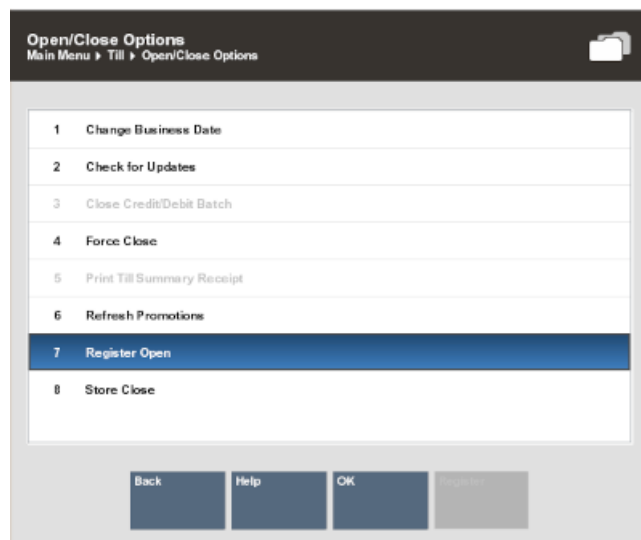 Open/Close Options
Main Menu ▸ Till ▸ Open/Close Options
1 Change Business Date
2 Check for Updates
3 Close Credit/Debit Batch
4 Force Close
5 Print Till Summary Receipt
6 Refresh Promotions
7 Register Open
8 Store Close
Back Help OK Register